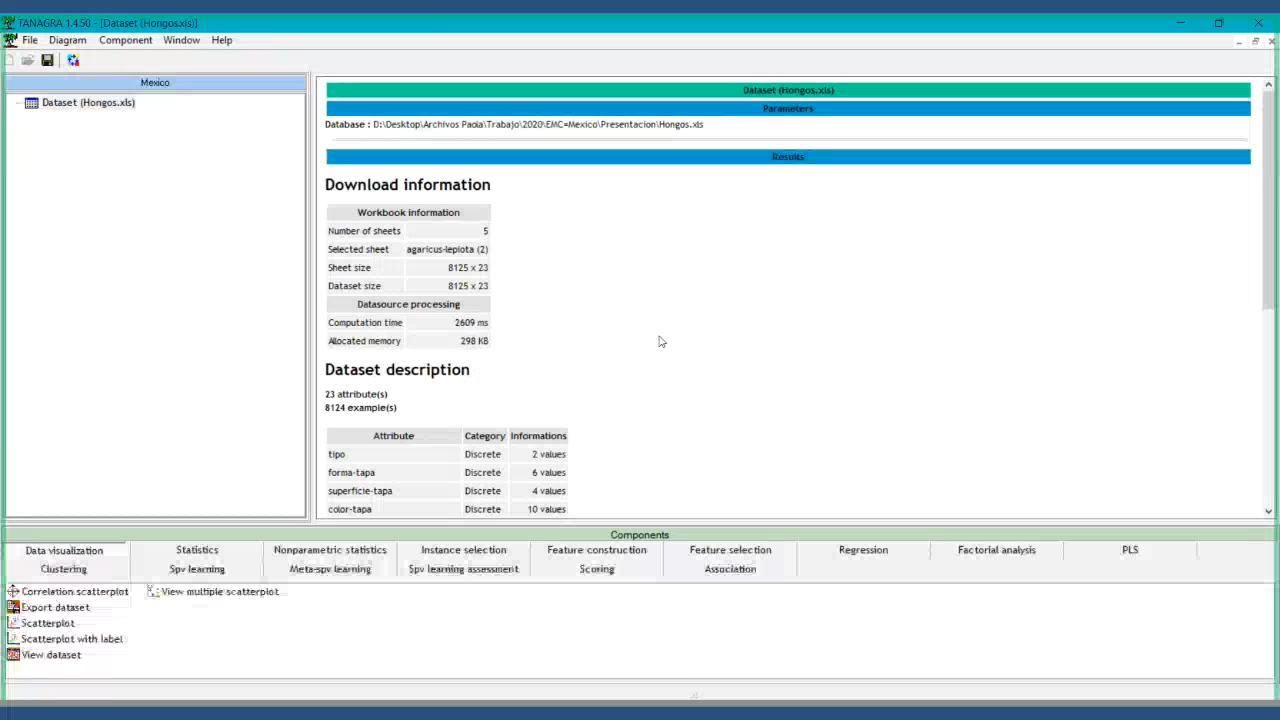 TANAGRA 1.4.50 - [Dataset (Hongos.xls)]
File Diagram Component Window Help
Mexico
Dataset (Hongos.xls)
Dataset (Hongos.xls)
Parameters
Database : D:\Desktop\Archivos Paola\Trabajo\2020\EMC=Mexico\Presentacion\Hongos.xls
Results
Download information
Workbook information
Number of sheets 5
Selected sheet agaricus-lepiota (2)
Sheet size 8125 x 23
Dataset size 8125 x 23
Datasource processing
Computation time 2609 ms
Allocated memory 298 KB
Dataset description
23 attribute(s)
8124 example(s)
Attribute Category Informations
tipo Discrete 2 values
forma-tapa Discrete 6 values
superficie-tapa Discrete 4 values
color-tapa Discrete 10 values
Components
Data visualization Statistics Nonparametric statistics Instance selection Feature construction Feature selection Regression Factorial analysis PLS
Clustering Spv learning Meta-spv learning Spv learning assessment Scoring Association
Correlation scatterplot View multiple scatterplot
Export dataset
Scatterplot
Scatterplot with label
View dataset